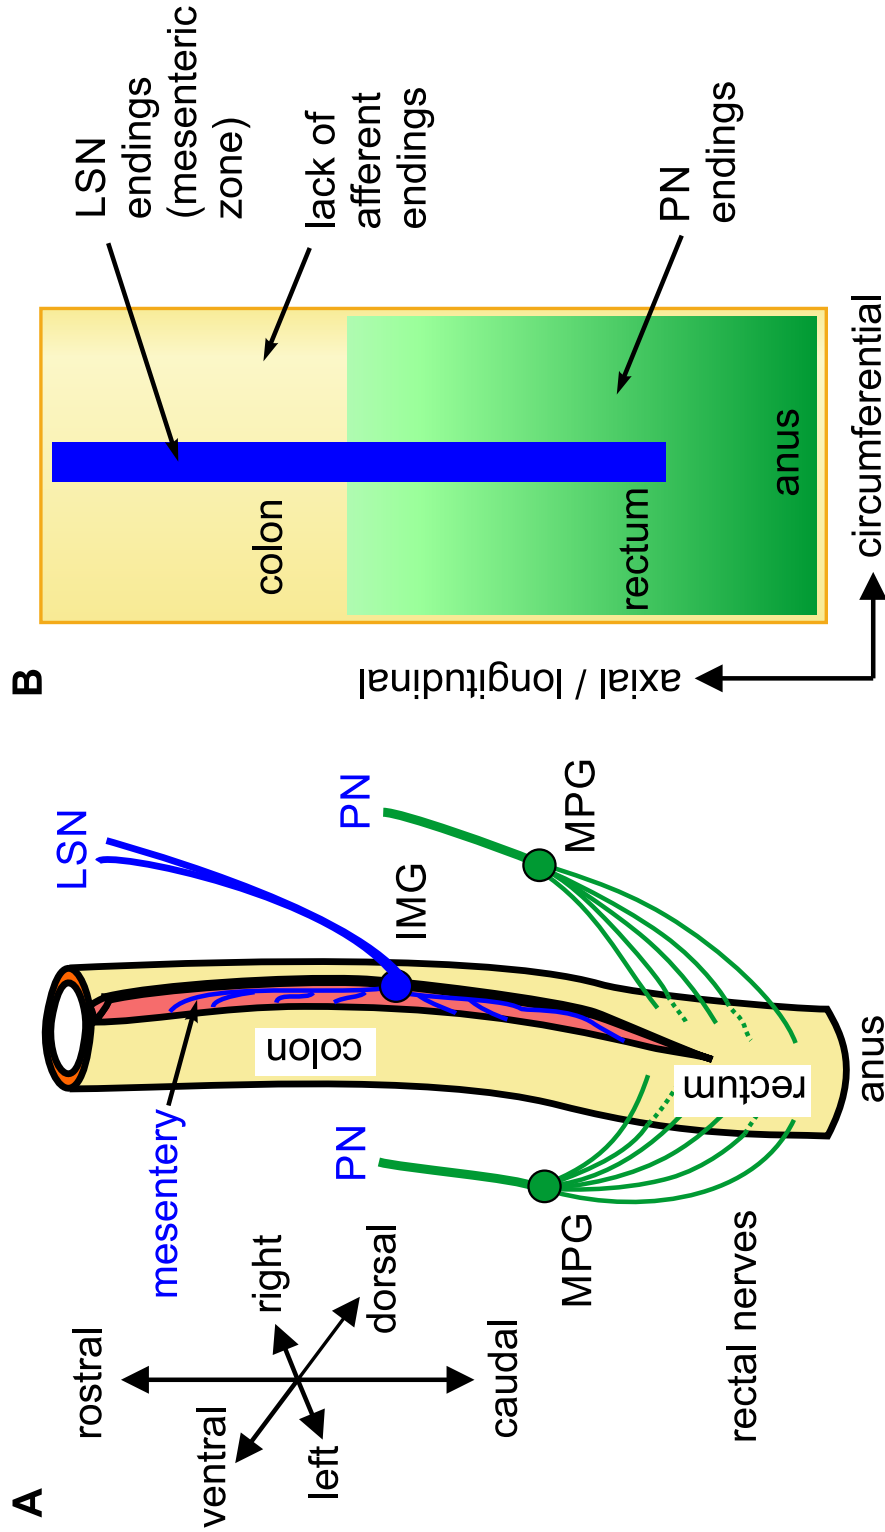 A
rostral
ventral
right
left
dorsal
caudal
mesentery
LSN
colon
IMG
PN
PN
MPG
MPG
rectum
rectal nerves
anus
B
LSN
endings
(mesenteric
zone)
lack of
afferent
endings
PN
endings
colon
rectum
anus
axial / longitudinal
circumferential